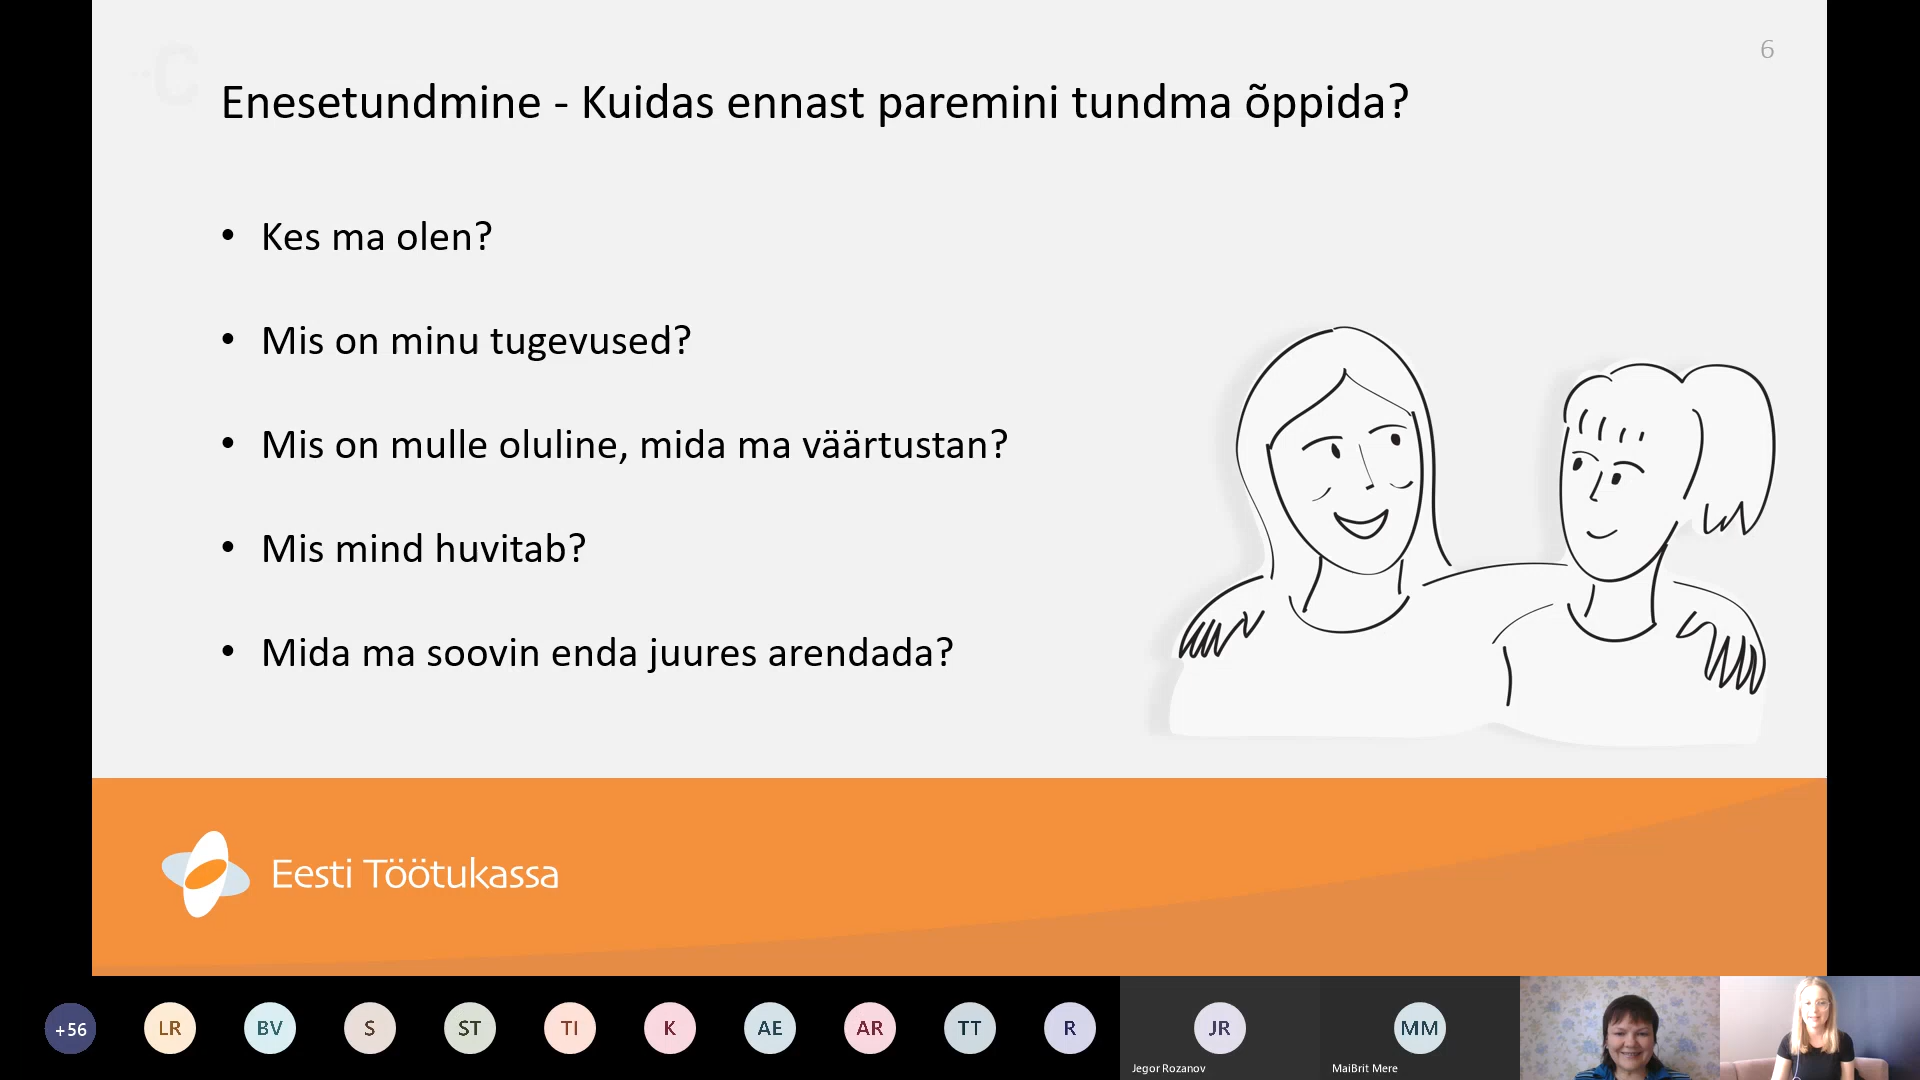 6
Enesetundmine - Kuidas ennast paremini tundma õppida?
• Kes ma olen?
• Mis on minu tugevused?
• Mis on mulle oluline, mida ma väärtustan?
• Mis mind huvitab?
• Mida ma soovin enda juures arendada?
Eesti Töötukassa
+56 LR BV S ST TI K AE AR TT R JR MM
Jegor Rozanov MaiBrit Mere